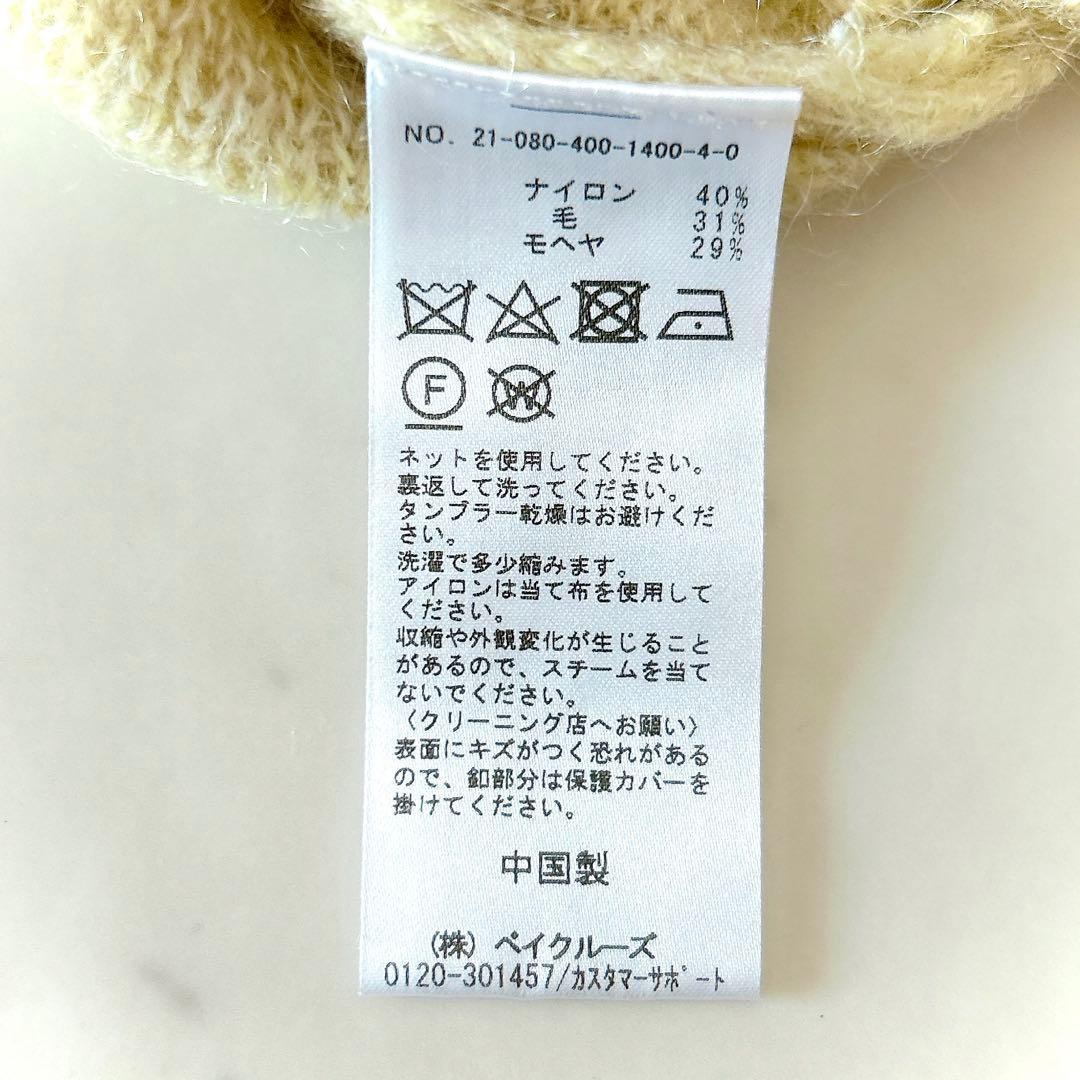 NO. 21-080-400-1400-4-0
ナイロン 40%
毛 31%
モヘヤ 29%
F
W
ネットを使用してください。
裏返して洗ってください。
タンブラー乾燥はお避けくだ
さい。
洗濯で多少縮みます。
アイロンは当て布を使用して
ください。
収縮や外観変化が生じること
があるので、スチームを当て
ないでください。
〈クリーニング店へお願い〉
表面にキズがつく恐れがある
ので、釦部分は保護カバーを
掛けてください。
中国製
(株) ベイクルーズ
0120-301457/カスタマーサポート